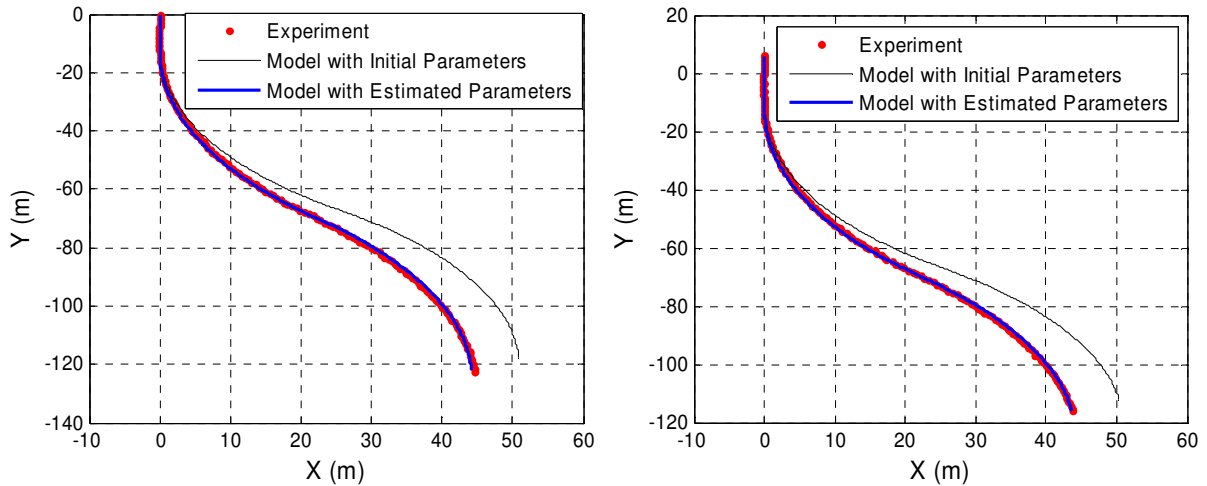 0
-20
-40
-60
-80
-100
-120
-140
-10 0 10 20 30 40 50 60
X (m)
Y (m)
Experiment
Model with Initial Parameters
Model with Estimated Parameters
20
0
-20
-40
-60
-80
-100
-120
-10 0 10 20 30 40 50 60
X (m)
Y (m)
Experiment
Model with Initial Parameters
Model with Estimated Parameters